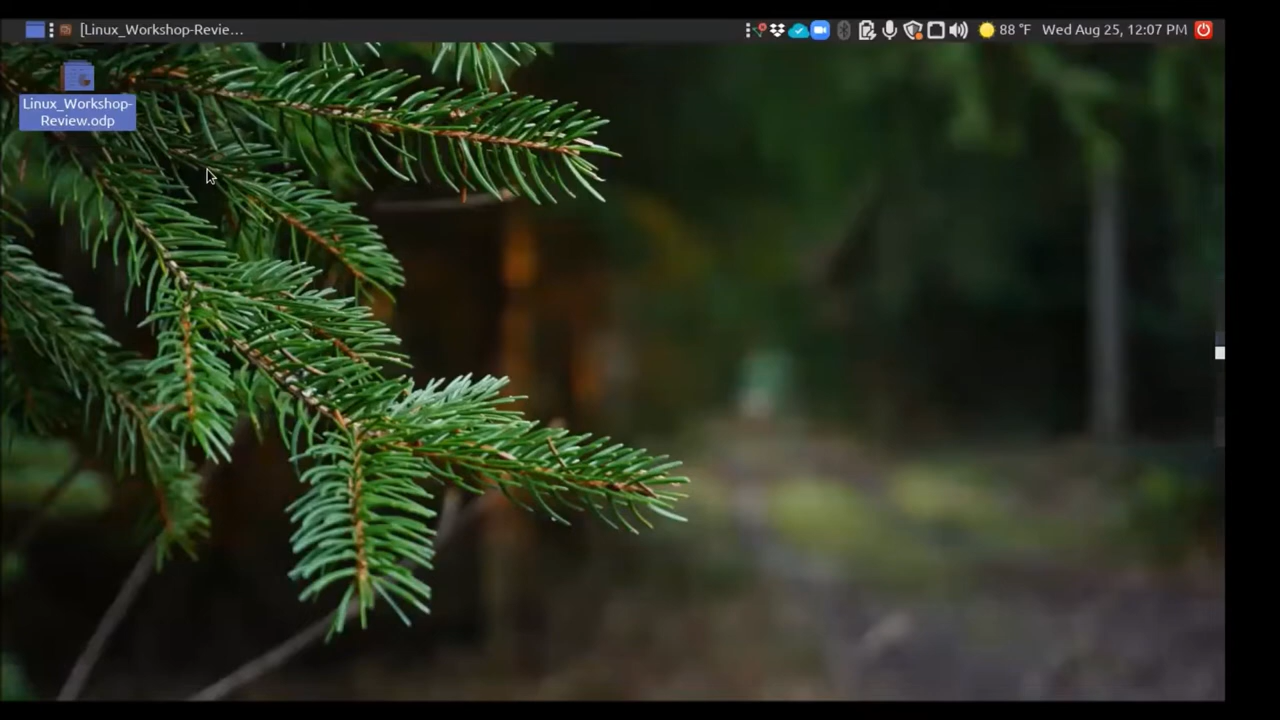 [Linux_Workshop-Revie...
88 °F Wed Aug 25, 12:07 PM
Linux_Workshop-
Review.odp